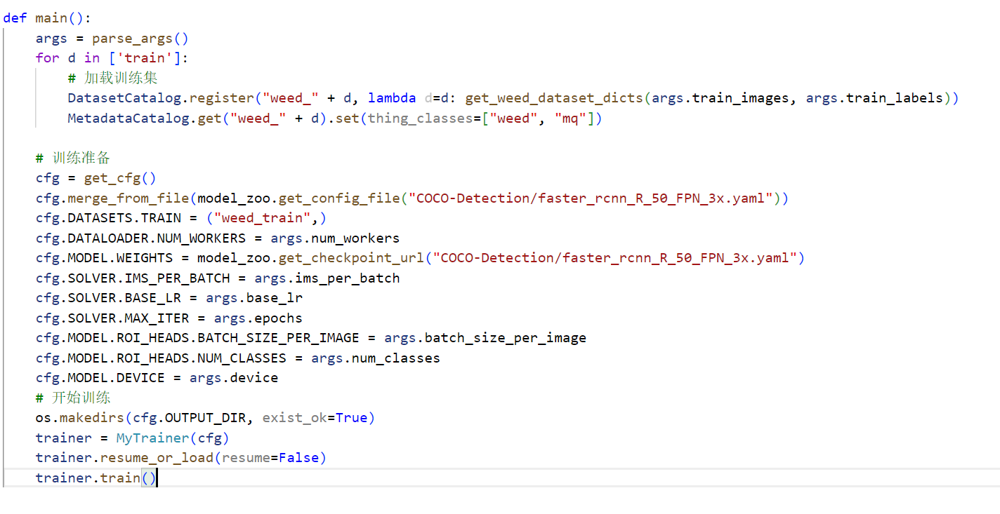 def main():
    args = parse_args()
    for d in ['train']:
        # 加载训练集
        DatasetCatalog.register("weed_" + d, lambda d=d: get_weed_dataset_dicts(args.train_images, args.train_labels))
        MetadataCatalog.get("weed_" + d).set(thing_classes=["weed", "mq"])

    # 训练准备
    cfg = get_cfg()
    cfg.merge_from_file(model_zoo.get_config_file("COCO-Detection/faster_rcnn_R_50_FPN_3x.yaml"))
    cfg.DATASETS.TRAIN = ("weed_train",)
    cfg.DATALOADER.NUM_WORKERS = args.num_workers
    cfg.MODEL.WEIGHTS = model_zoo.get_checkpoint_url("COCO-Detection/faster_rcnn_R_50_FPN_3x.yaml")
    cfg.SOLVER.IMS_PER_BATCH = args.ims_per_batch
    cfg.SOLVER.BASE_LR = args.base_lr
    cfg.SOLVER.MAX_ITER = args.epochs
    cfg.MODEL.ROI_HEADS.BATCH_SIZE_PER_IMAGE = args.batch_size_per_image
    cfg.MODEL.ROI_HEADS.NUM_CLASSES = args.num_classes
    cfg.MODEL.DEVICE = args.device
    # 开始训练
    os.makedirs(cfg.OUTPUT_DIR, exist_ok=True)
    trainer = MyTrainer(cfg)
    trainer.resume_or_load(resume=False)
    trainer.train()